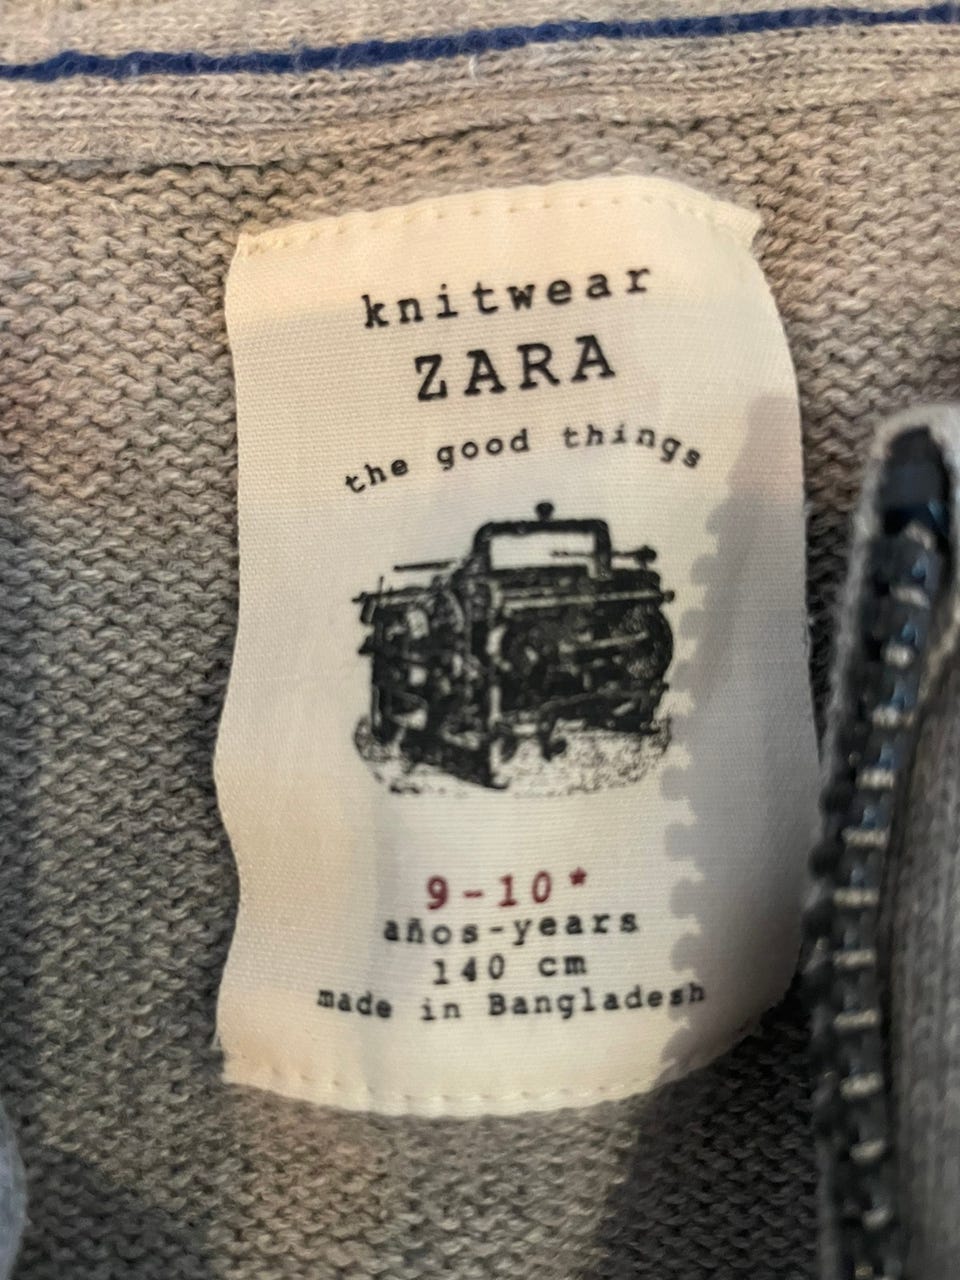 knitwear
ZARA
the good things
9-10*
años-years
140 cm
made in Bangladesh